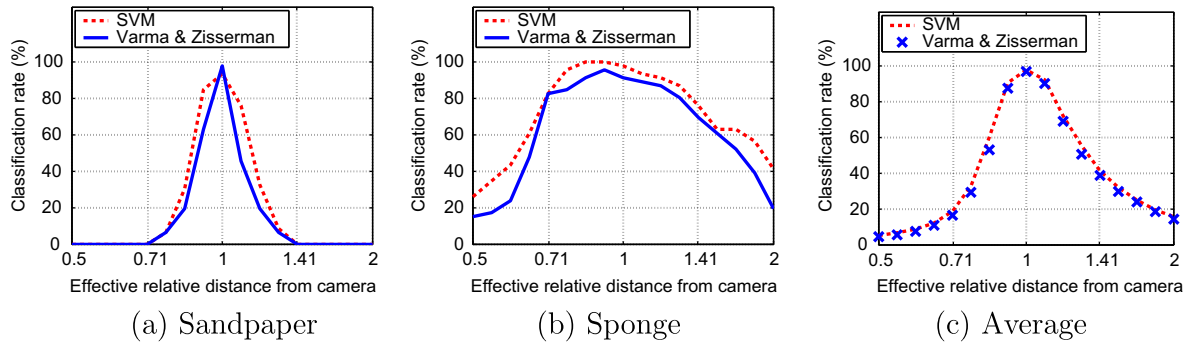 SVM
Varma & Zisserman
Classification rate (%)
100
80
60
40
20
0
0.5 0.71 1 1.41 2
Effective relative distance from camera
(a) Sandpaper
SVM
Varma & Zisserman
Classification rate (%)
100
80
60
40
20
0
0.5 0.71 1 1.41 2
Effective relative distance from camera
(b) Sponge
SVM
Varma & Zisserman
Classification rate (%)
100
80
60
40
20
0
0.5 0.71 1 1.41 2
Effective relative distance from camera
(c) Average